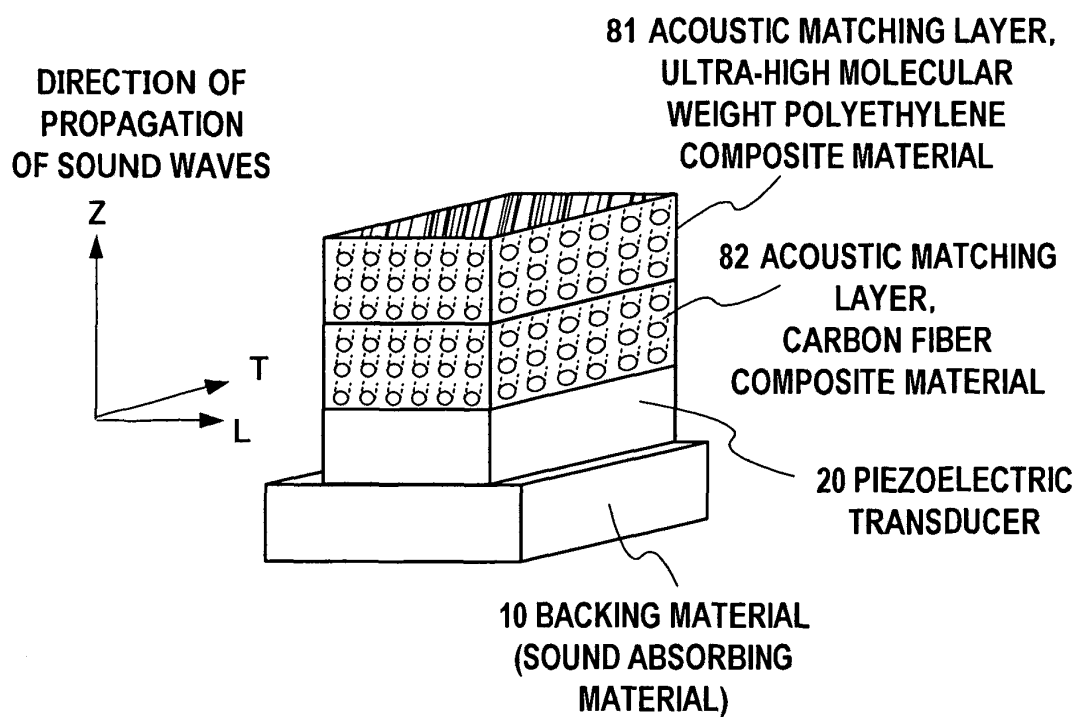 81 ACOUSTIC MATCHING LAYER,
ULTRA-HIGH MOLECULAR
WEIGHT POLYETHYLENE
COMPOSITE MATERIAL
DIRECTION OF
PROPAGATION
OF SOUND WAVES
Z
T
L
82 ACOUSTIC MATCHING
LAYER,
CARBON FIBER
COMPOSITE MATERIAL
20 PIEZOELECTRIC
TRANSDUCER
10 BACKING MATERIAL
(SOUND ABSORBING
MATERIAL)